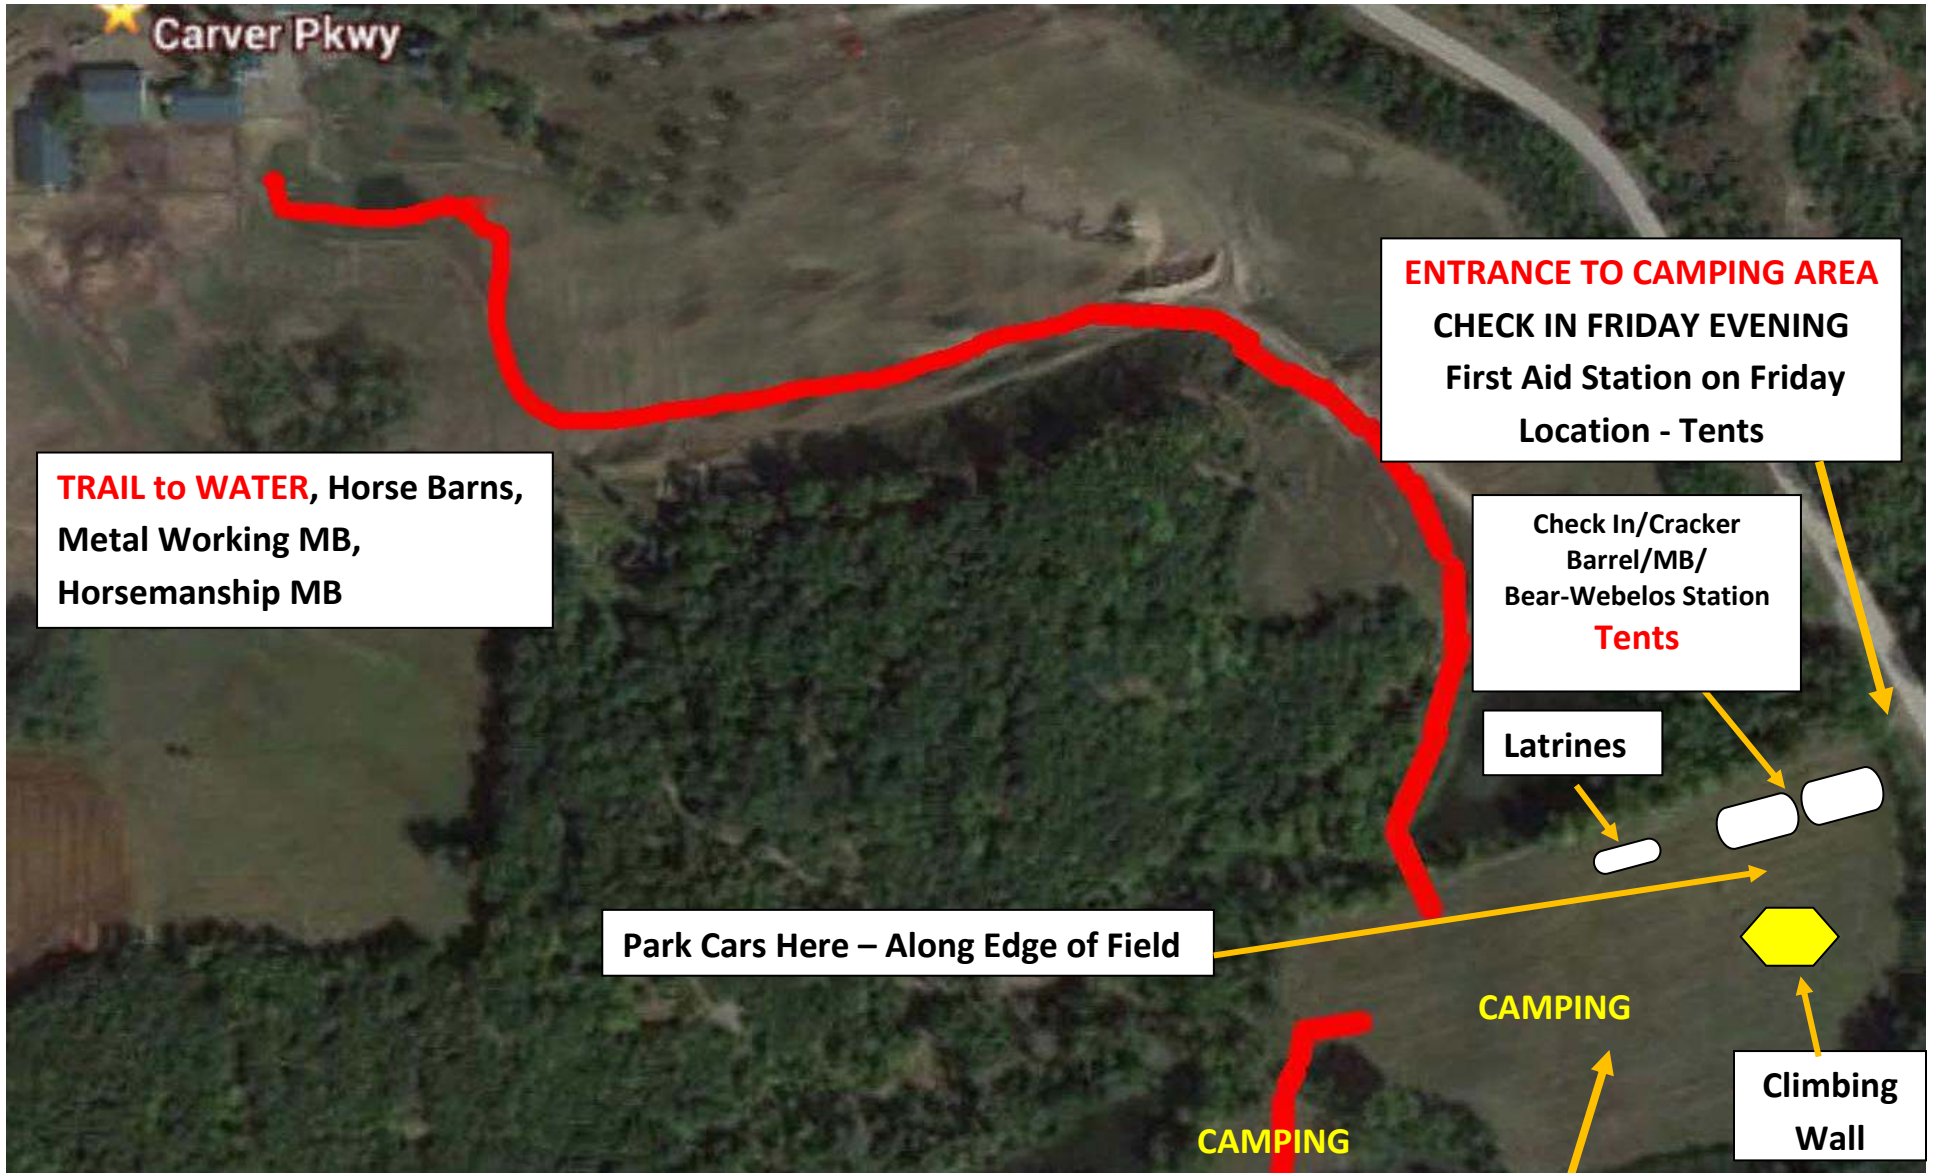 Carver Pkwy
ENTRANCE TO CAMPING AREA
CHECK IN FRIDAY EVENING
First Aid Station on Friday
Location - Tents
TRAIL to WATER, Horse Barns,
Metal Working MB,
Horsemanship MB
Check In/Cracker
Barrel/MB/
Bear-Webelos Station
Tents
Latrines
Park Cars Here – Along Edge of Field
CAMPING
Climbing
Wall
CAMPING